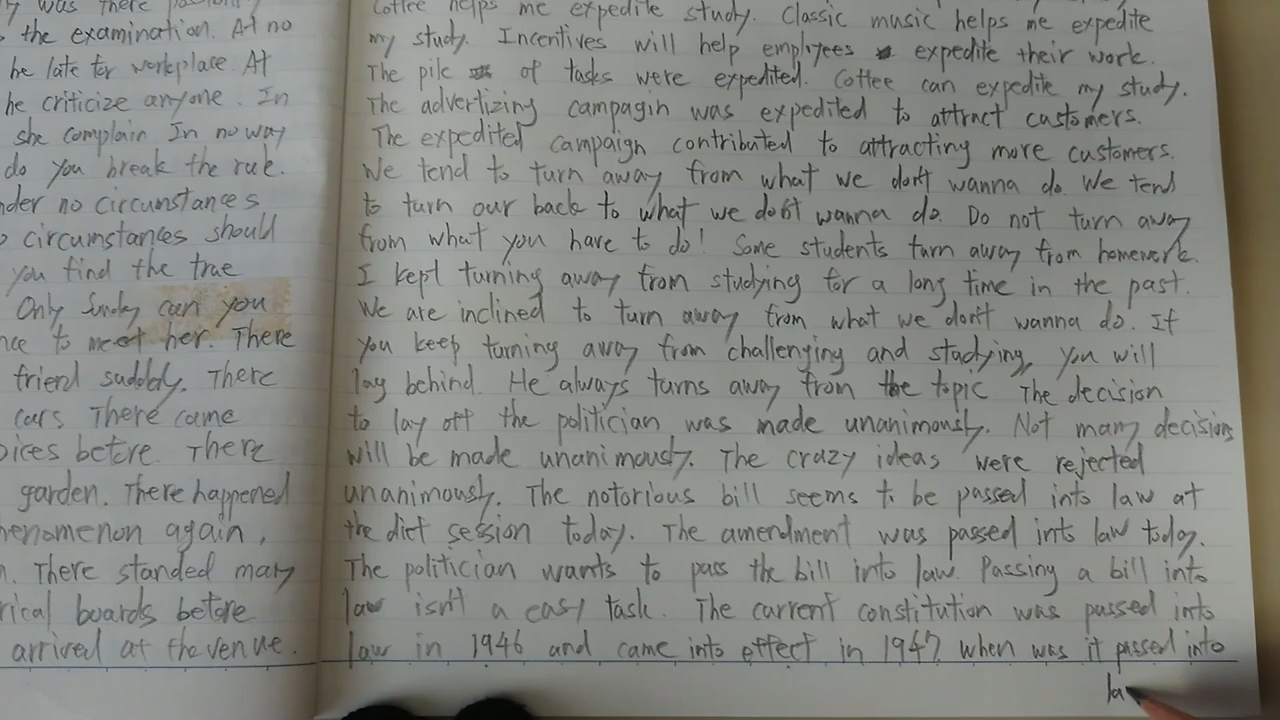 y was there
the examination. At no
he late for workplace. At
he criticize anyone. In
she complain In no way
do you break the rule.
nder no circumstances
o circumstances should
you find the true
Only Sunday can you
nce to meet her. There
friend suddbly. There
cars There came
oices before. There
garden. There happened
henomenon again,
n. There standed many
rical boards before
arrived at the venue.
Coffee helps me expedite study. Classic music helps me expedite
my study. Incentives will help employees expedite their work.
The pile of tasks were expedited. Coffee can expedite my study.
The advertizing campagin was expedited to attract customers.
The expedited campaign contributed to attracting more customers.
We tend to turn away from what we don't wanna do. We tend
to turn our back to what we don't wanna do. Do not turn away
from what you have to do! Some students turn away from homework.
I kept turning away from studying for a long time in the past.
We are inclined to turn away from what we don't wanna do. If
you keep turning away from challenging and studying, you will
lag behind. He always turns away from the topic The decision
to lay off the politician was made unanimously. Not many decisions
will be made unanimously. The crazy ideas were rejected
unanimously. The notorious bill seems to be passed into law at
the diet session today. The amendment was passed into law today.
The politician wants to pass the bill into law. Passing a bill into
law isn't a easy task. The current constitution was passed into
law in 1946 and came into effect in 1947. When was it passed into
la